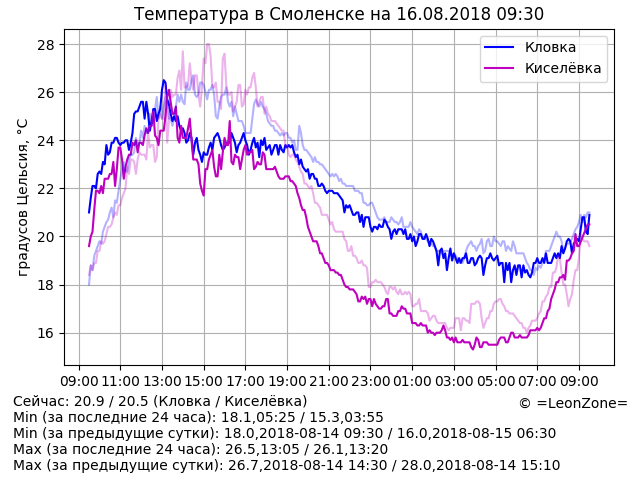 Температура в Смоленске на 16.08.2018 09:30
Кловка
Киселёвка
градусов Цельсия, °C
28
26
24
22
20
18
16
09:00 11:00 13:00 15:00 17:00 19:00 21:00 23:00 01:00 03:00 05:00 07:00 09:00
Сейчас: 20.9 / 20.5 (Кловка / Киселёвка)
© =LeonZone=
Min (за последние 24 часа): 18.1,05:25 / 15.3,03:55
Min (за предыдущие сутки): 18.0,2018-08-14 09:30 / 16.0,2018-08-15 06:30
Max (за последние 24 часа): 26.5,13:05 / 26.1,13:20
Max (за предыдущие сутки): 26.7,2018-08-14 14:30 / 28.0,2018-08-14 15:10